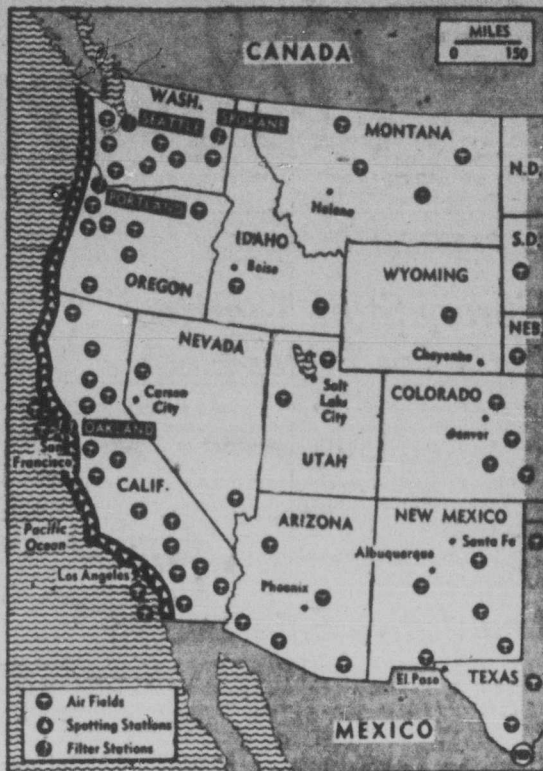 MILES
0 150
CANADA
WASH.
SEATTLE
SPOKANE
MONTANA
N.D.
Helena
PORTLAND
IDAHO
S.D.
Boise
WYOMING
OREGON
NEVADA
NEB.
Cheyenne
Carson
City
Salt
Lake
City
COLORADO
Denver
OAKLAND
San
Francisco
UTAH
CALIF.
ARIZONA
NEW MEXICO
Pacific
Ocean
Santa Fe
Albuquerque
Los Angeles
Phoenix
El Paso
TEXAS
Air Fields
Spotting Stations
Filter Stations
MEXICO